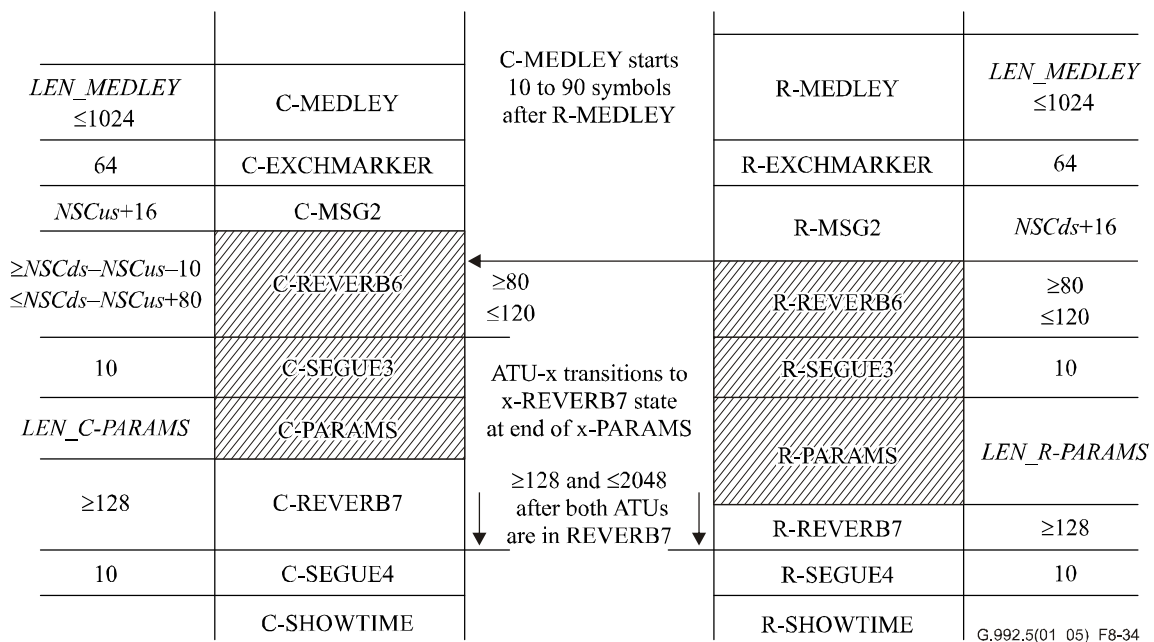 C-MEDLEY starts
10 to 90 symbols
after R-MEDLEY
LEN_MEDLEY
≤1024
C-MEDLEY
R-MEDLEY
LEN_MEDLEY
≤1024
64
C-EXCHMARKER
R-EXCHMARKER
64
NSCus+16
C-MSG2
R-MSG2
NSCds+16
≥NSCds–NSCus–10
≤NSCds–NSCus+80
C-REVERB6
≥80
≤120
R-REVERB6
≥80
≤120
10
C-SEGUE3
ATU-x transitions to
x-REVERB7 state
at end of x-PARAMS
R-SEGUE3
10
LEN_C-PARAMS
C-PARAMS
R-PARAMS
LEN_R-PARAMS
≥128
C-REVERB7
≥128 and ≤2048
after both ATUs
are in REVERB7
R-REVERB7
≥128
10
C-SEGUE4
R-SEGUE4
10
C-SHOWTIME
R-SHOWTIME
G.992.5(01_05)_F8-34